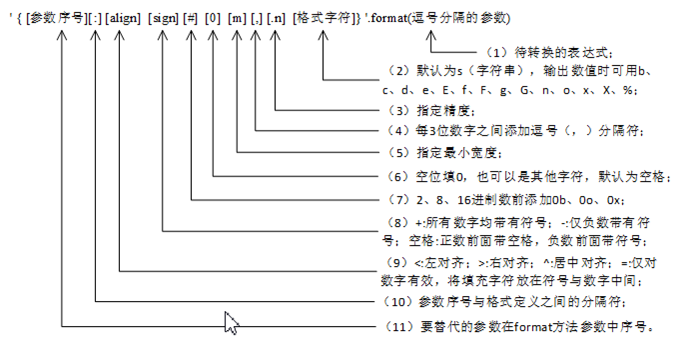 ' { [参数序号][:] [align] [sign] [#] [0] [m] [,] [.n] [格式字符]} '.format(逗号分隔的参数)
（1）待转换的表达式；
（2）默认为s（字符串），输出数值时可用b、
c、d、e、E、f、F、g、G、n、o、x、X、%；
（3）指定精度；
（4）每3位数字之间添加逗号（，）分隔符；
（5）指定最小宽度；
（6）空位填0，也可以是其他字符，默认为空格；
（7）2、8、16进制数前添加0b、0o、0x；
（8）+:所有数字均带有符号；-:仅负数带有符
号；空格:正数前面带空格，负数前面带符号；
（9）<:左对齐；>:右对齐；^:居中对齐；=:仅对
数字有效，将填充字符放在符号与数字中间；
（10）参数序号与格式定义之间的分隔符；
（11）要替代的参数在format方法参数中序号。